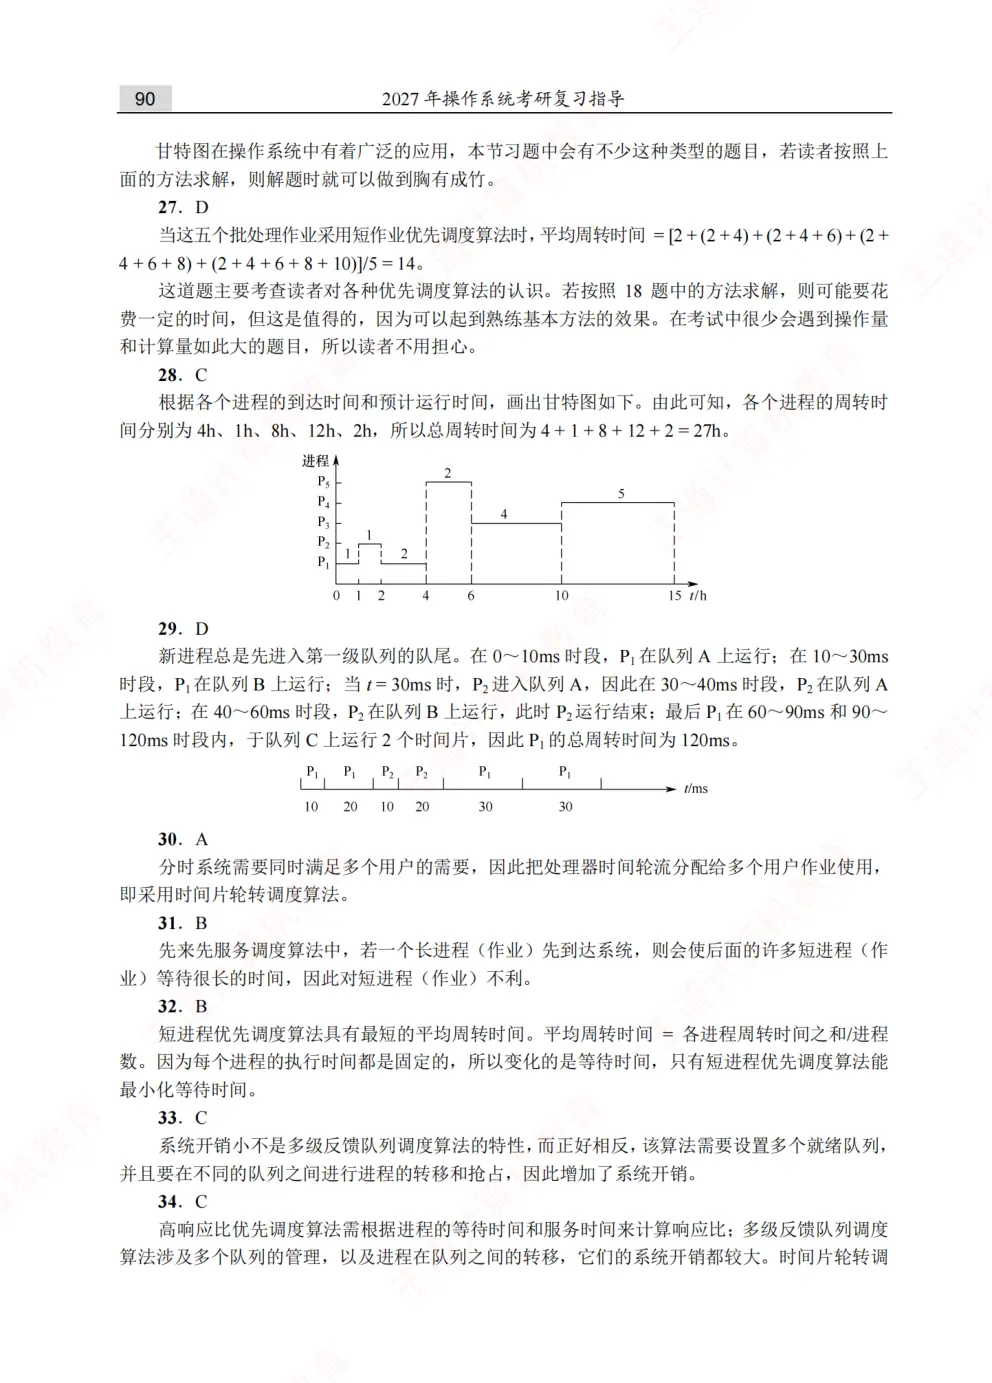 90
2027 年操作系统考研复习指导
甘特图在操作系统中有着广泛的应用，本节习题中会有不少这种类型的题目，若读者按照上
面的方法求解，则解题时就可以做到胸有成竹。
27．D
当这五个批处理作业采用短作业优先调度算法时，平均周转时间 = [2 + (2 + 4) + (2 + 4 + 6) + (2 +
4 + 6 + 8) + (2 + 4 + 6 + 8 + 10)]/5 = 14。
这道题主要考查读者对各种优先调度算法的认识。若按照 18 题中的方法求解，则可能要花
费一定的时间，但这是值得的，因为可以起到熟练基本方法的效果。在考试中很少会遇到操作量
和计算量如此大的题目，所以读者不用担心。
28．C
根据各个进程的到达时间和预计运行时间，画出甘特图如下。由此可知，各个进程的周转时
间分别为 4h、1h、8h、12h、2h，所以总周转时间为 4 + 1 + 8 + 12 + 2 = 27h。
进程
P5
P4
P3
P2
P1
1
1
2
2
4
5
0 1 2 4 6 10 15 t/h
29．D
新进程总是先进入第一级队列的队尾。在 0～10ms 时段，P1 在队列 A 上运行；在 10～30ms
时段，P1 在队列 B 上运行；当 t = 30ms 时，P2 进入队列 A，因此在 30～40ms 时段，P2 在队列 A
上运行；在 40～60ms 时段，P2 在队列 B 上运行，此时 P2 运行结束；最后 P1 在 60～90ms 和 90～
120ms 时段内，于队列 C 上运行 2 个时间片，因此 P1 的总周转时间为 120ms。
P1 P1 P2 P2 P1 P1
t/ms
10 20 10 20 30 30
30．A
分时系统需要同时满足多个用户的需要，因此把处理器时间轮流分配给多个用户作业使用，
即采用时间片轮转调度算法。
31．B
先来先服务调度算法中，若一个长进程（作业）先到达系统，则会使后面的许多短进程（作
业）等待很长的时间，因此对短进程（作业）不利。
32．B
短进程优先调度算法具有最短的平均周转时间。平均周转时间 = 各进程周转时间之和/进程
数。因为每个进程的执行时间都是固定的，所以变化的是等待时间，只有短进程优先调度算法能
最小化等待时间。
33．C
系统开销小不是多级反馈队列调度算法的特性，而正好相反，该算法需要设置多个就绪队列，
并且要在不同的队列之间进行进程的转移和抢占，因此增加了系统开销。
34．C
高响应比优先调度算法需根据进程的等待时间和服务时间来计算响应比；多级反馈队列调度
算法涉及多个队列的管理，以及进程在队列之间的转移，它们的系统开销都较大。时间片轮转调